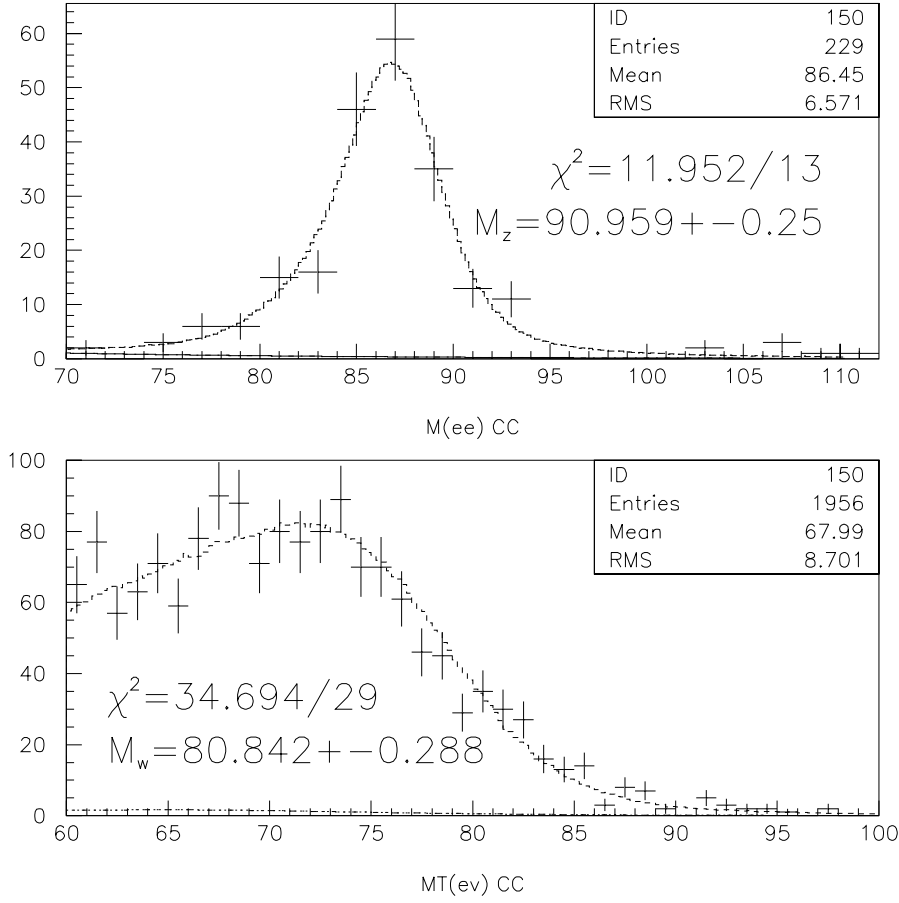 ID 150
Entries 229
Mean 86.45
RMS 6.571
χ²=11.952/13
Mz=90.959+−0.25
60
50
40
30
20
10
0
70 75 80 85 90 95 100 105 110
M(ee) CC
ID 150
Entries 1956
Mean 67.99
RMS 8.701
χ²=34.694/29
Mw=80.842+−0.288
100
80
60
40
20
0
60 65 70 75 80 85 90 95 100
MT(ev) CC